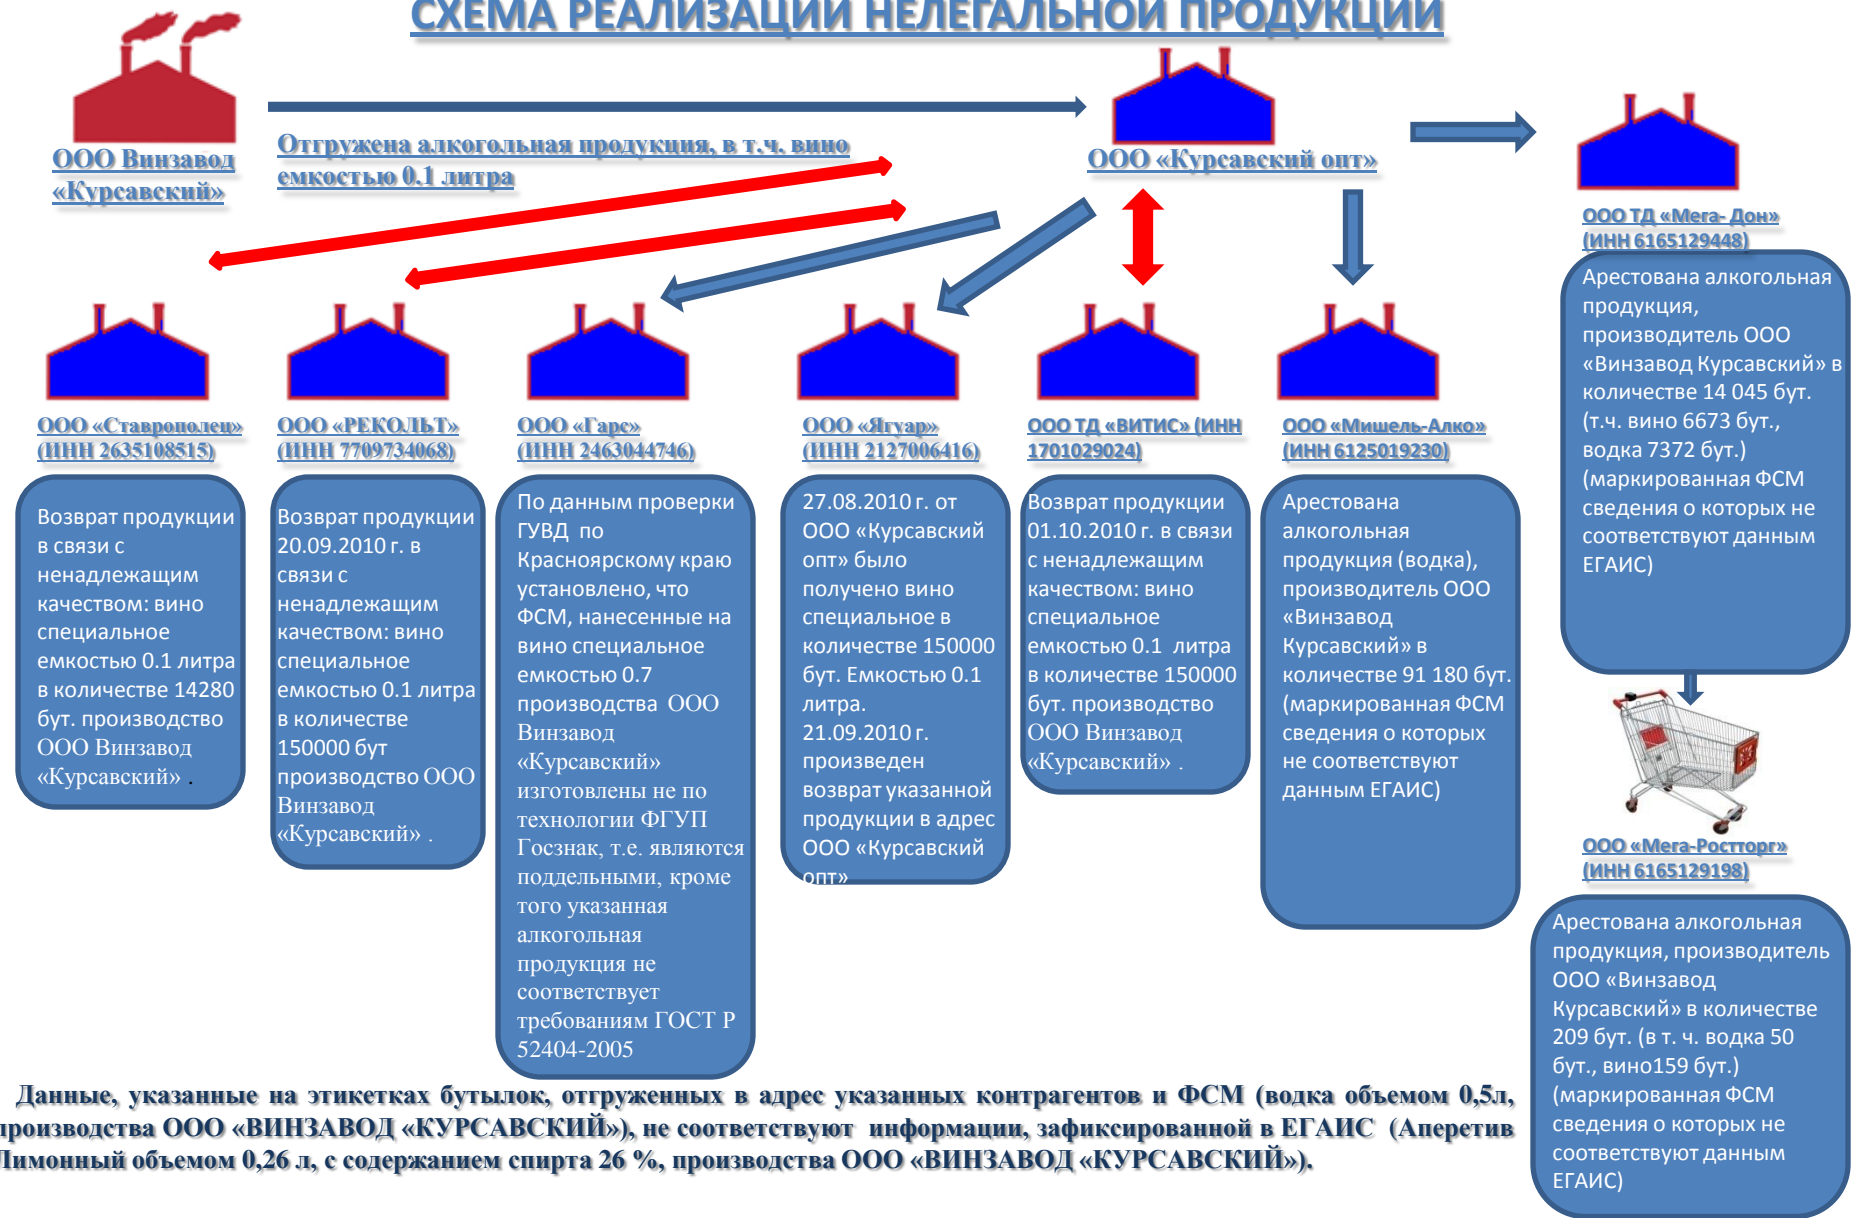 СХЕМА РЕАЛИЗАЦИИ НЕЛЕГАЛЬНОЙ ПРОДУКЦИИ
ООО Винзавод
«Курсавский»
Отгружена алкогольная продукция, в т.ч. вино
емкостью 0.1 литра
ООО «Курсавский опт»
ООО ТД «Мега- Дон»
(ИНН 6165129448)
Арестована алкогольная
продукция,
производитель ООО
«Винзавод Курсавский» в
количестве 14 045 бут.
(т.ч. вино 6673 бут.,
водка 7372 бут.)
(маркированная ФСМ
сведения о которых не
соответствуют данным
ЕГАИС)
ООО «Ставрополец»
(ИНН 2635108515)
Возврат продукции
в связи с
ненадлежащим
качеством: вино
специальное
емкостью 0.1 литра
в количестве 14280
бут. производство
ООО Винзавод
«Курсавский» .
ООО «РЕКОЛЬТ»
(ИНН 7709734068)
Возврат продукции
20.09.2010 г. в
связи с
ненадлежащим
качеством: вино
специальное
емкостью 0.1 литра
в количестве
150000 бут
производство ООО
Винзавод
«Курсавский» .
ООО «Гарс»
(ИНН 2463044746)
По данным проверки
ГУВД по
Красноярскому краю
установлено, что
ФСМ, нанесенные на
вино специальное
емкостью 0.7
производства ООО
Винзавод
«Курсавский»
изготовлены не по
технологии ФГУП
Госзнак, т.е. являются
поддельными, кроме
того указанная
алкогольная
продукция не
соответствует
требованиям ГОСТ Р
52404-2005
ООО «Ягуар»
(ИНН 2127006416)
27.08.2010 г. от
ООО «Курсавский
опт» было
получено вино
специальное в
количестве 150000
бут. Емкостью 0.1
литра.
21.09.2010 г.
произведен
возврат указанной
продукции в адрес
ООО «Курсавский
опт»
ООО ТД «ВИТИС» (ИНН
1701029024)
Возврат продукции
01.10.2010 г. в связи
с ненадлежащим
качеством: вино
специальное
емкостью 0.1 литра
в количестве 150000
бут. производство
ООО Винзавод
«Курсавский» .
ООО «Мишель-Алко»
(ИНН 6125019230)
Арестована
алкогольная
продукция (водка),
производитель ООО
«Винзавод
Курсавский» в
количестве 91 180 бут.
(маркированная ФСМ
сведения о которых
не соответствуют
данным ЕГАИС)
ООО «Мега-Ростторг»
(ИНН 6165129198)
Арестована алкогольная
продукция, производитель
ООО «Винзавод
Курсавский» в количестве
209 бут. (в т. ч. водка 50
бут., вино159 бут.)
(маркированная ФСМ
сведения о которых не
соответствуют данным
ЕГАИС)
Данные, указанные на этикетках бутылок, отгруженных в адрес указанных контрагентов и ФСМ (водка объемом 0,5л,
производства ООО «ВИНЗАВОД «КУРСАВСКИЙ»), не соответствуют информации, зафиксированной в ЕГАИС (Аперетив
Лимонный объемом 0,26 л, с содержанием спирта 26 %, производства ООО «ВИНЗАВОД «КУРСАВСКИЙ»).